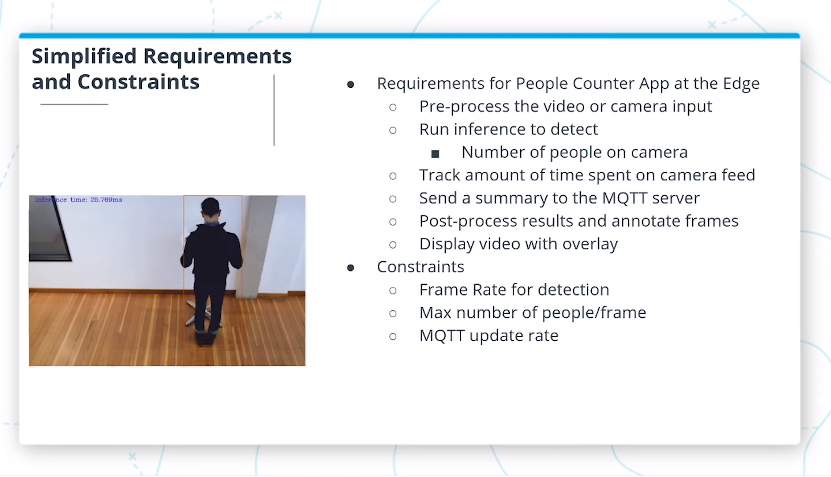 Simplified Requirements
and Constraints
● Requirements for People Counter App at the Edge
○ Pre-process the video or camera input
○ Run inference to detect
■ Number of people on camera
○ Track amount of time spent on camera feed
○ Send a summary to the MQTT server
○ Post-process results and annotate frames
○ Display video with overlay
● Constraints
○ Frame Rate for detection
○ Max number of people/frame
○ MQTT update rate
Inference time: 25.769ms